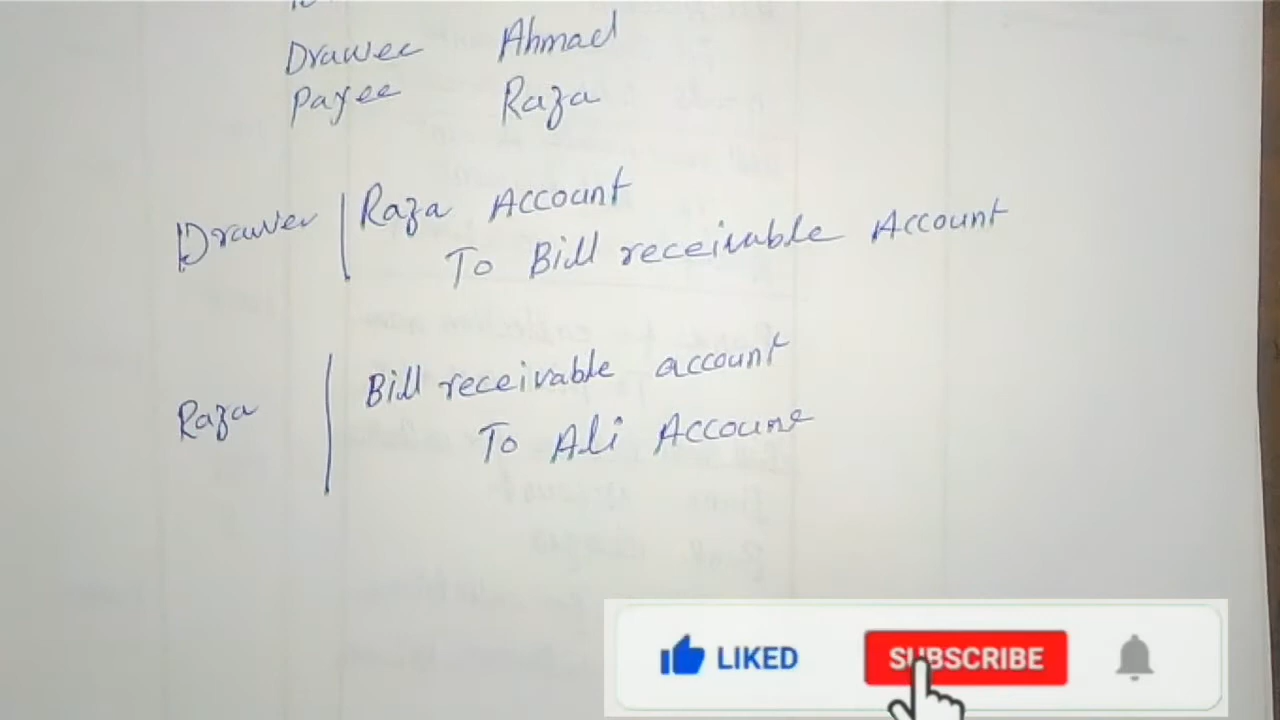 Drawee Ahmad
Payee Raza
Drawer Raza Account
To Bill receivable Account
Raza Bill receivable account
To Ali Account
LIKED SUBSCRIBE